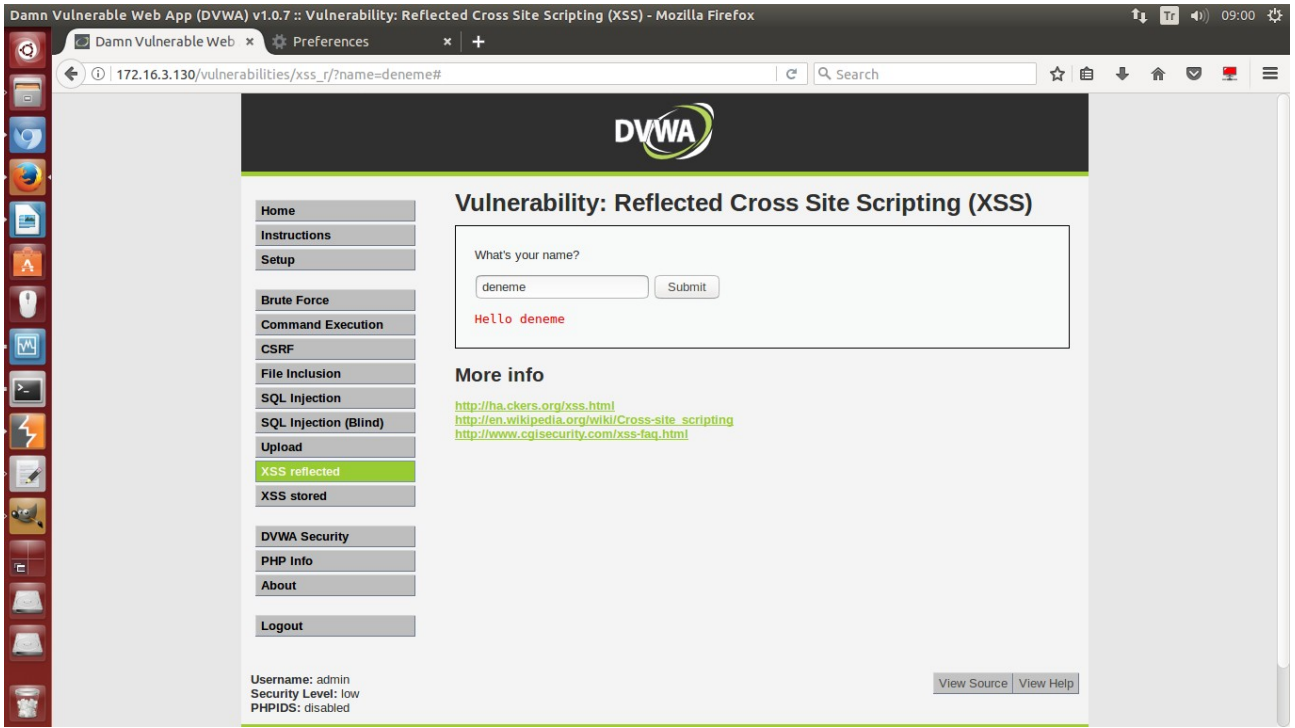 Damn Vulnerable Web App (DVWA) v1.0.7 :: Vulnerability: Reflected Cross Site Scripting (XSS) - Mozilla Firefox Tr 09:00
Damn Vulnerable Web × Preferences × +
172.16.3.130/vulnerabilities/xss_r/?name=deneme# Search
DVWA
Vulnerability: Reflected Cross Site Scripting (XSS)
Home
Instructions
Setup
Brute Force
Command Execution
CSRF
File Inclusion
SQL Injection
SQL Injection (Blind)
Upload
XSS reflected
XSS stored
DVWA Security
PHP Info
About
Logout
What's your name?
deneme Submit
Hello deneme
More info
http://ha.ckers.org/xss.html
http://en.wikipedia.org/wiki/Cross-site_scripting
http://www.cgisecurity.com/xss-faq.html
Username: admin
Security Level: low
PHPIDS: disabled
View Source View Help